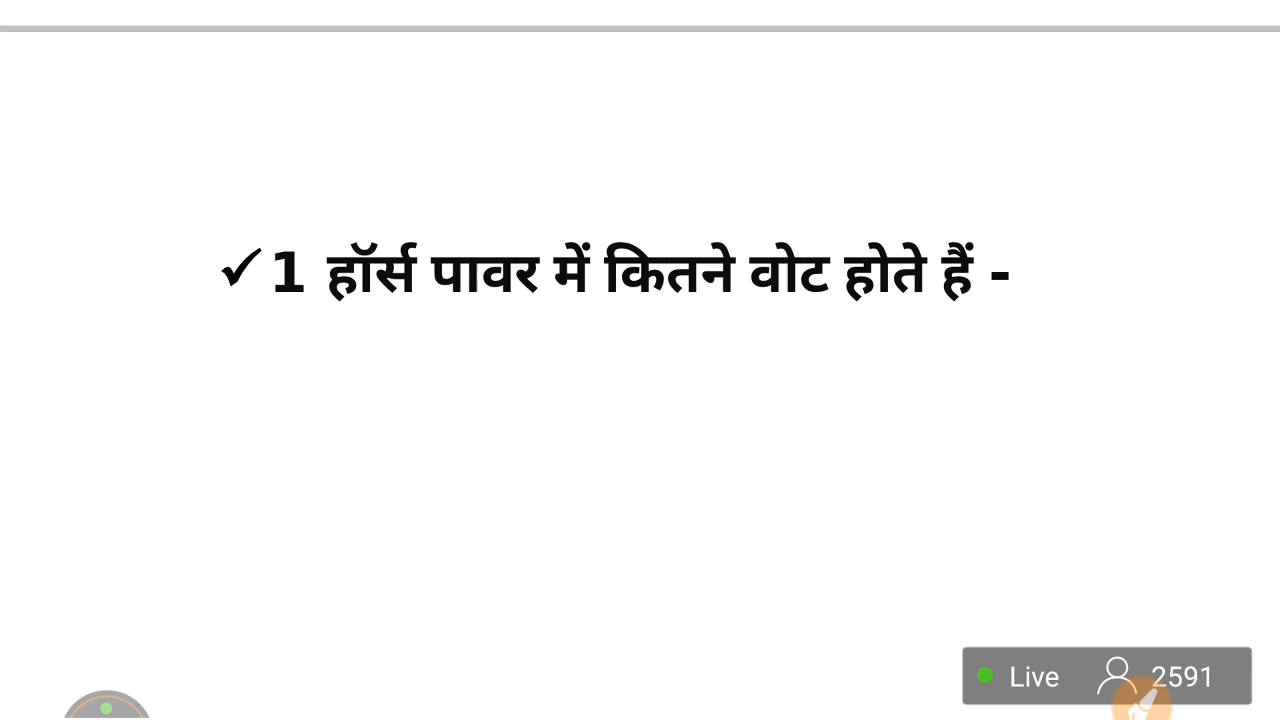 ✓1 हॉर्स पावर में कितने वोट होते हैं -
Live 2591